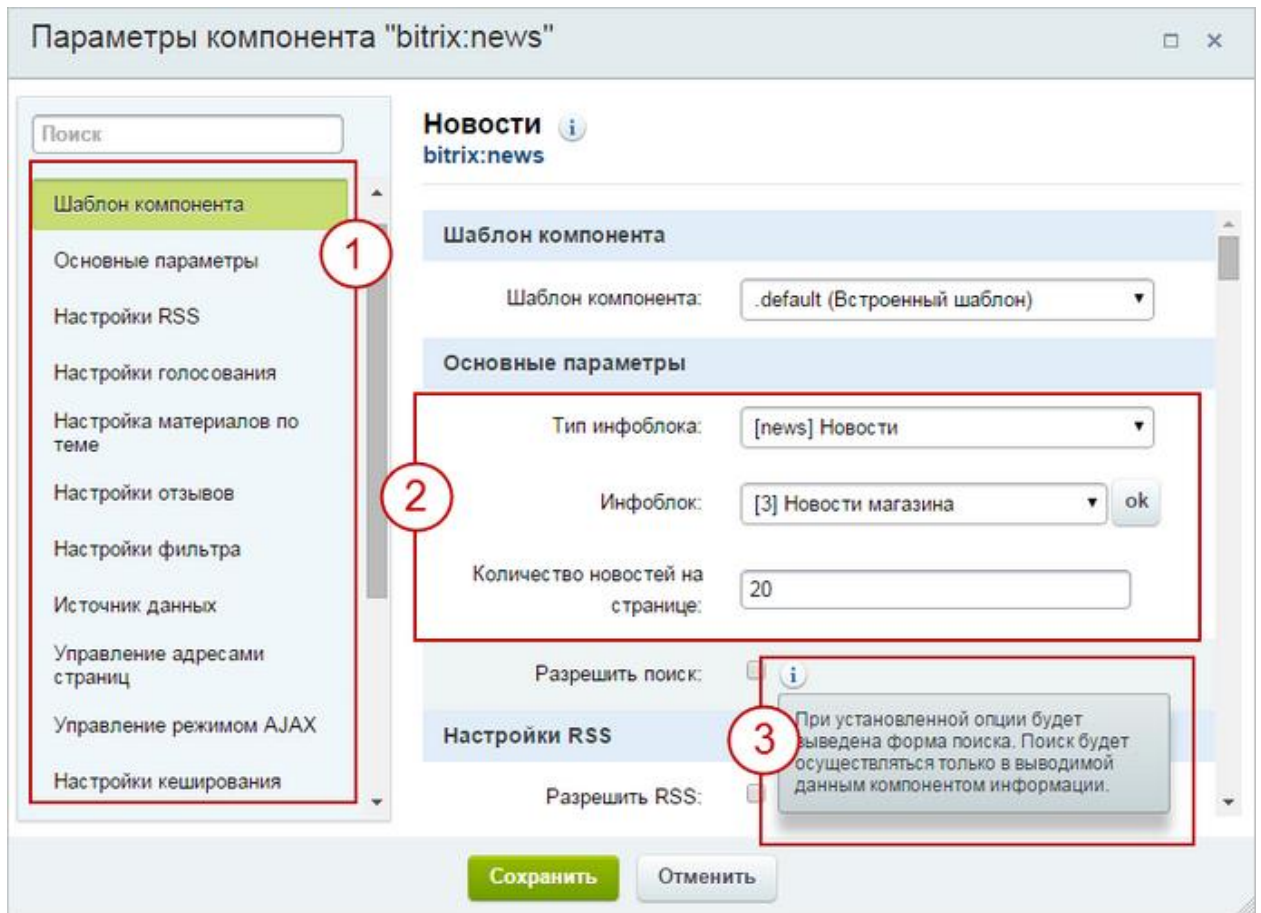 Параметры компонента "bitrix:news"
Поиск
Шаблон компонента
Основные параметры
Настройки RSS
Настройки голосования
Настройка материалов по
теме
Настройки отзывов
Настройки фильтра
Источник данных
Управление адресами
страниц
Управление режимом AJAX
Настройки кеширования
1
Новости i
bitrix:news
Шаблон компонента
Шаблон компонента: .default (Встроенный шаблон)
Основные параметры
2
Тип инфоблока: [news] Новости
Инфоблок: [3] Новости магазина ok
Количество новостей на
странице: 20
Разрешить поиск: i
3
При установленной опции будет
выведена форма поиска. Поиск будет
осуществляться только в выводимой
данным компонентом информации.
Настройки RSS
Разрешить RSS:
Сохранить Отменить